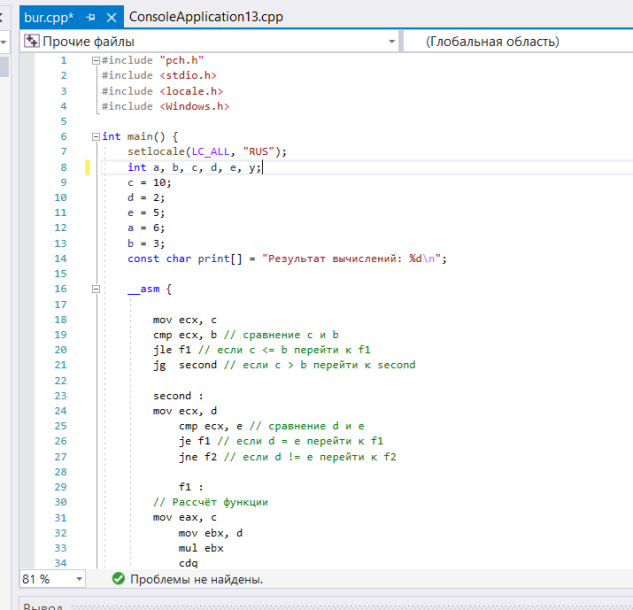 bur.cpp* ConsoleApplication13.cpp
Прочие файлы (Глобальная область)
1 #include "pch.h"
2 #include <stdio.h>
3 #include <locale.h>
4 #include <Windows.h>
5
6 int main() {
7 setlocale(LC_ALL, "RUS");
8 int a, b, c, d, e, y;
9 c = 10;
10 d = 2;
11 e = 5;
12 a = 6;
13 b = 3;
14 const char print[] = "Результат вычислений: %d\n";
15
16 __asm {
17
18 mov ecx, c
19 cmp ecx, b // сравнение c и b
20 jle f1 // если c <= b перейти к f1
21 jg second // если c > b перейти к second
22
23 second :
24 mov ecx, d
25 cmp ecx, e // сравнение d и e
26 je f1 // если d = e перейти к f1
27 jne f2 // если d != e перейти к f2
28
29 f1 :
30 // Рассчёт функции
31 mov eax, c
32 mov ebx, d
33 mul ebx
34 cdq
81 % Проблемы не найдены.
Вывод